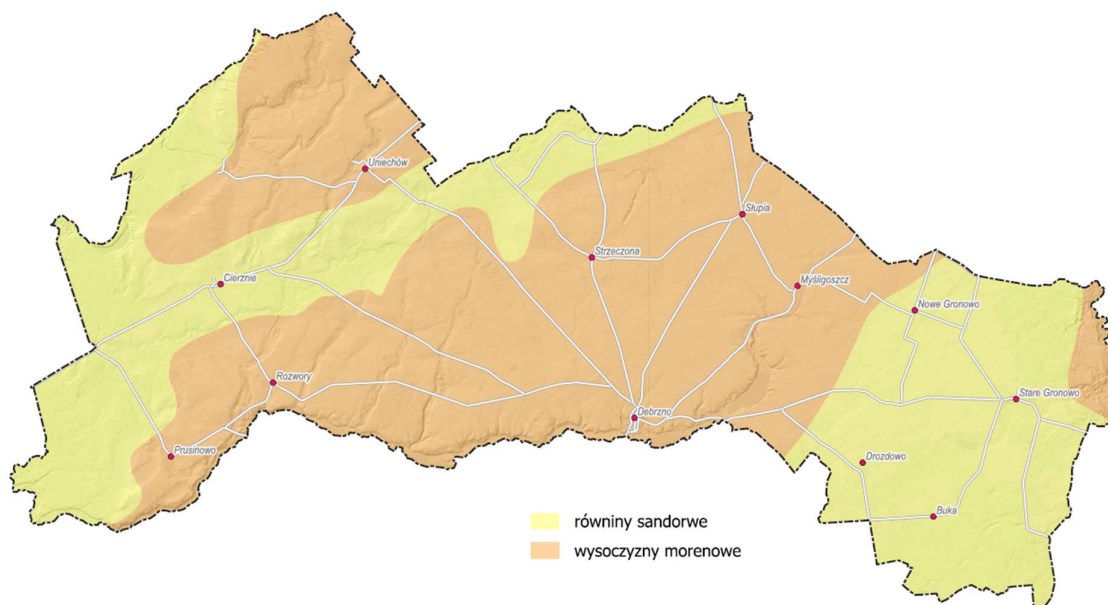 Uniechów
Słupia
Strzeczona
Cierznie
Myśligoszcz
Nowe Gronowo
Rozwory
Stare Gronowo
Debrzno
Prusinowo
Drozdowo
Buka
równiny sandorwe
wysoczyzny morenowe